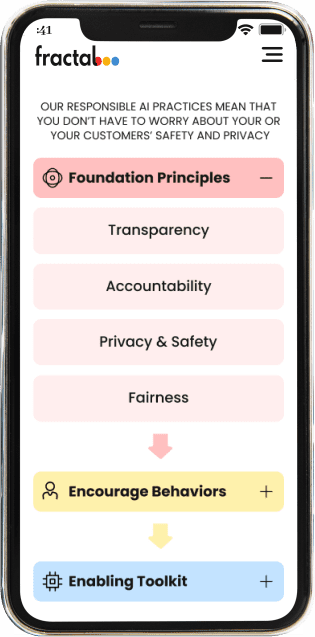 :41
fractal
OUR RESPONSIBLE AI PRACTICES MEAN THAT
YOU DON'T HAVE TO WORRY ABOUT YOUR OR
YOUR CUSTOMERS' SAFETY AND PRIVACY
Foundation Principles
Transparency
Accountability
Privacy & Safety
Fairness
Encourage Behaviors
Enabling Toolkit